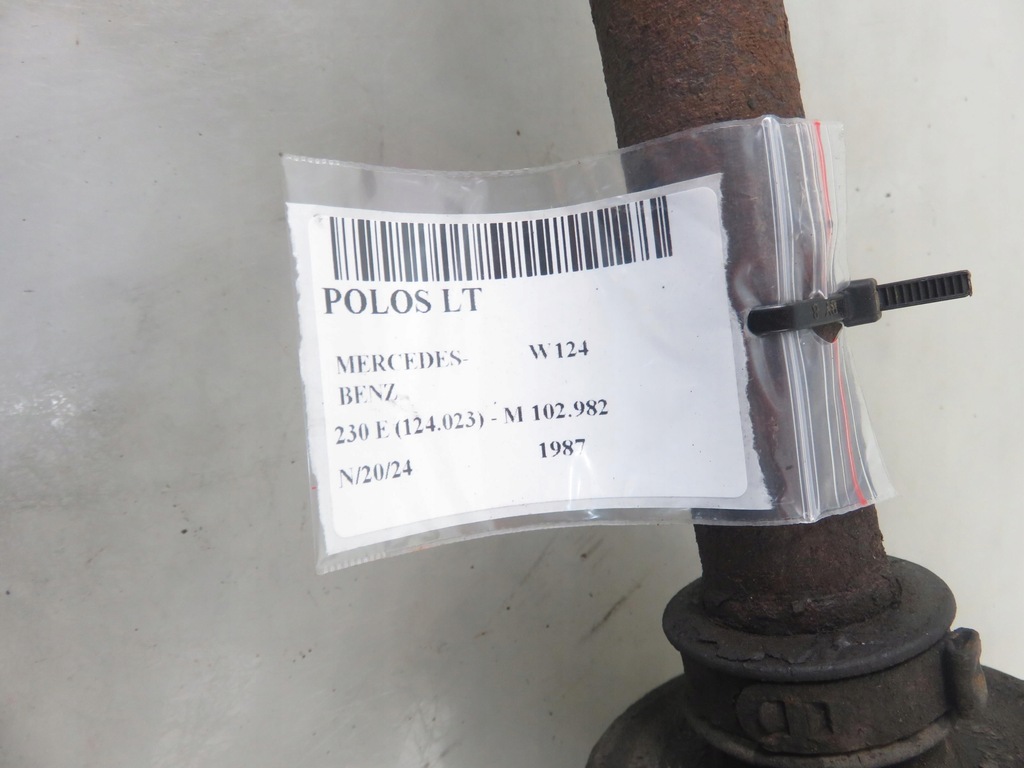 POLOS LT
MERCEDES- W124
BENZ
230 E (124.023) - M 102.982
1987
N/20/24